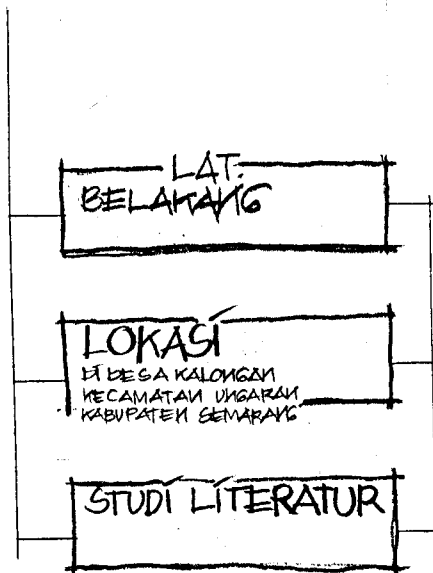 LAT.
BELAKANG
LOKASI
DI DESA KALONGAN
KECAMATAN UNGARAN
KABUPATEN SEMARANG
STUDI LITERATUR